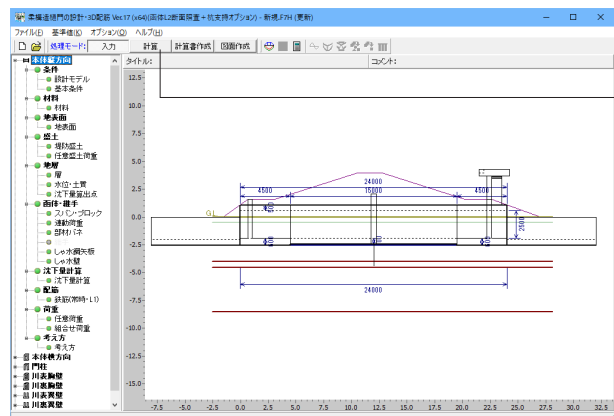 柔構造樋門の設計・3D配筋 Ver.17 (x64)(函体L2断面照査+杭支持オプション) - 新規.F7H (更新)
ファイル(F) 基準値(K) オプション(O) ヘルプ(H)
処理モード: 入力 計算 計算書作成 図面作成
本体縦方向
条件
設計モデル
基本条件
材料
材料
地表面
地表面
盛土
堤防盛土
任意盛土荷重
地層
層
水位・土質
沈下量算出点
函体・継手
スパン・ブロック
連動荷重
部材バネ
しゃ水鋼矢板
しゃ水壁
沈下量計算
沈下量計算
配筋
鉄筋(常時・L1)
荷重
任意荷重
組合せ荷重
考え方
考え方
本体横方向
門柱
川表胸壁
川裏胸壁
川表翼壁
川裏翼壁
タイトル: コメント:
12.5
10.0
7.5
5.0
2.5
0.0
-2.5
-5.0
-7.5
-10.0
-12.5
-15.0
24000
4500 15000 4500
G.L
2500
600
24000
-7.5 -5.0 -2.5 0.0 2.5 5.0 7.5 10.0 12.5 15.0 17.5 20.0 22.5 25.0 27.5 30.0 32.5